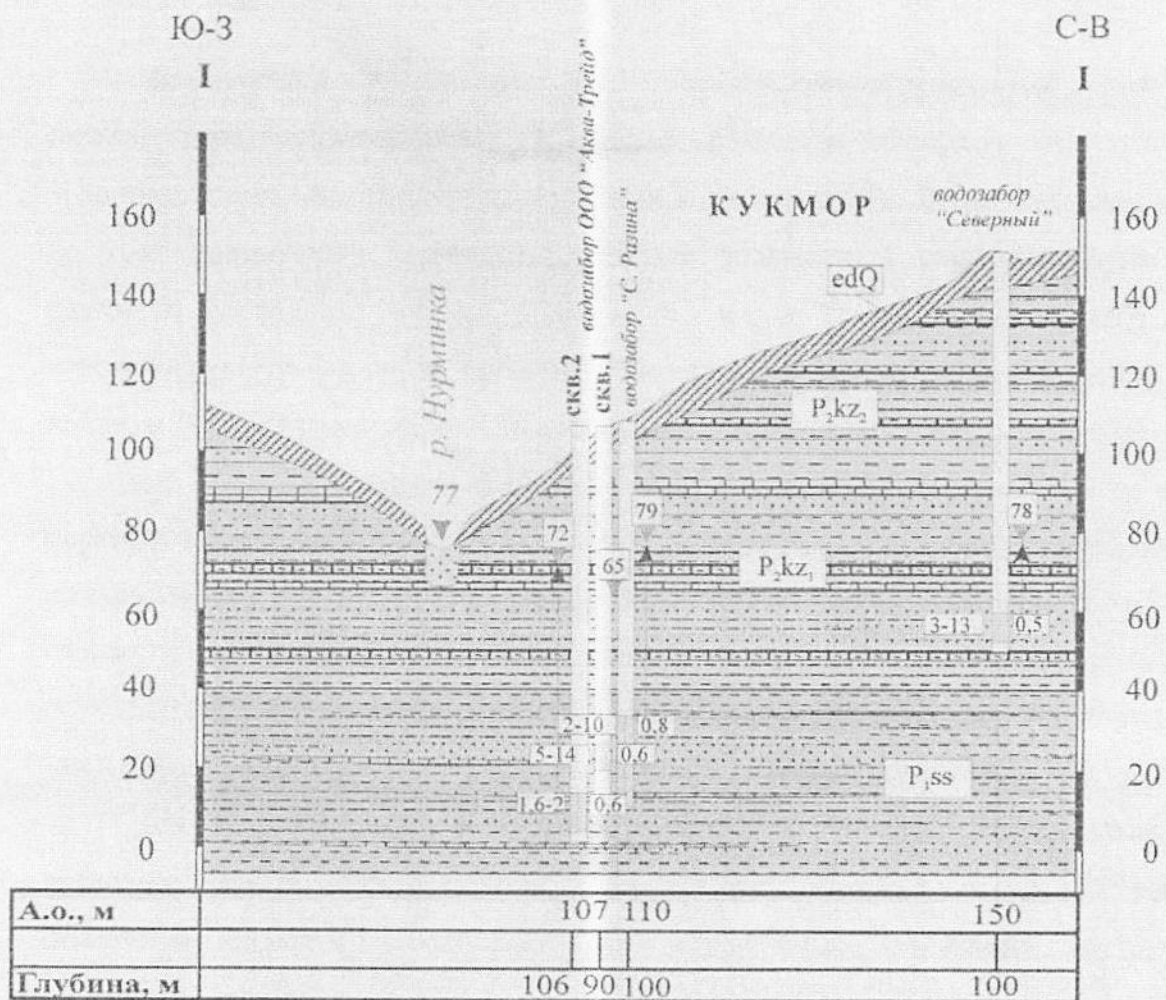 Ю-З
С-В
I
I
водозабор ООО "Аква-Трейд"
водозабор "С. Разина"
скв.2
скв.1
р. Нурминка
КУКМОР
водозабор
"Северный"
edQ
P₂kz₂
P₂kz₁
P₁ss
160
140
120
100
80
60
40
20
0
160
140
120
100
80
60
40
20
0
77
72
65
79
78
3-13
0,5
2-10
0,8
5-14
0,6
1,6-2
0,6
А.о., м
107
110
150
Глубина, м
106
90
100
100